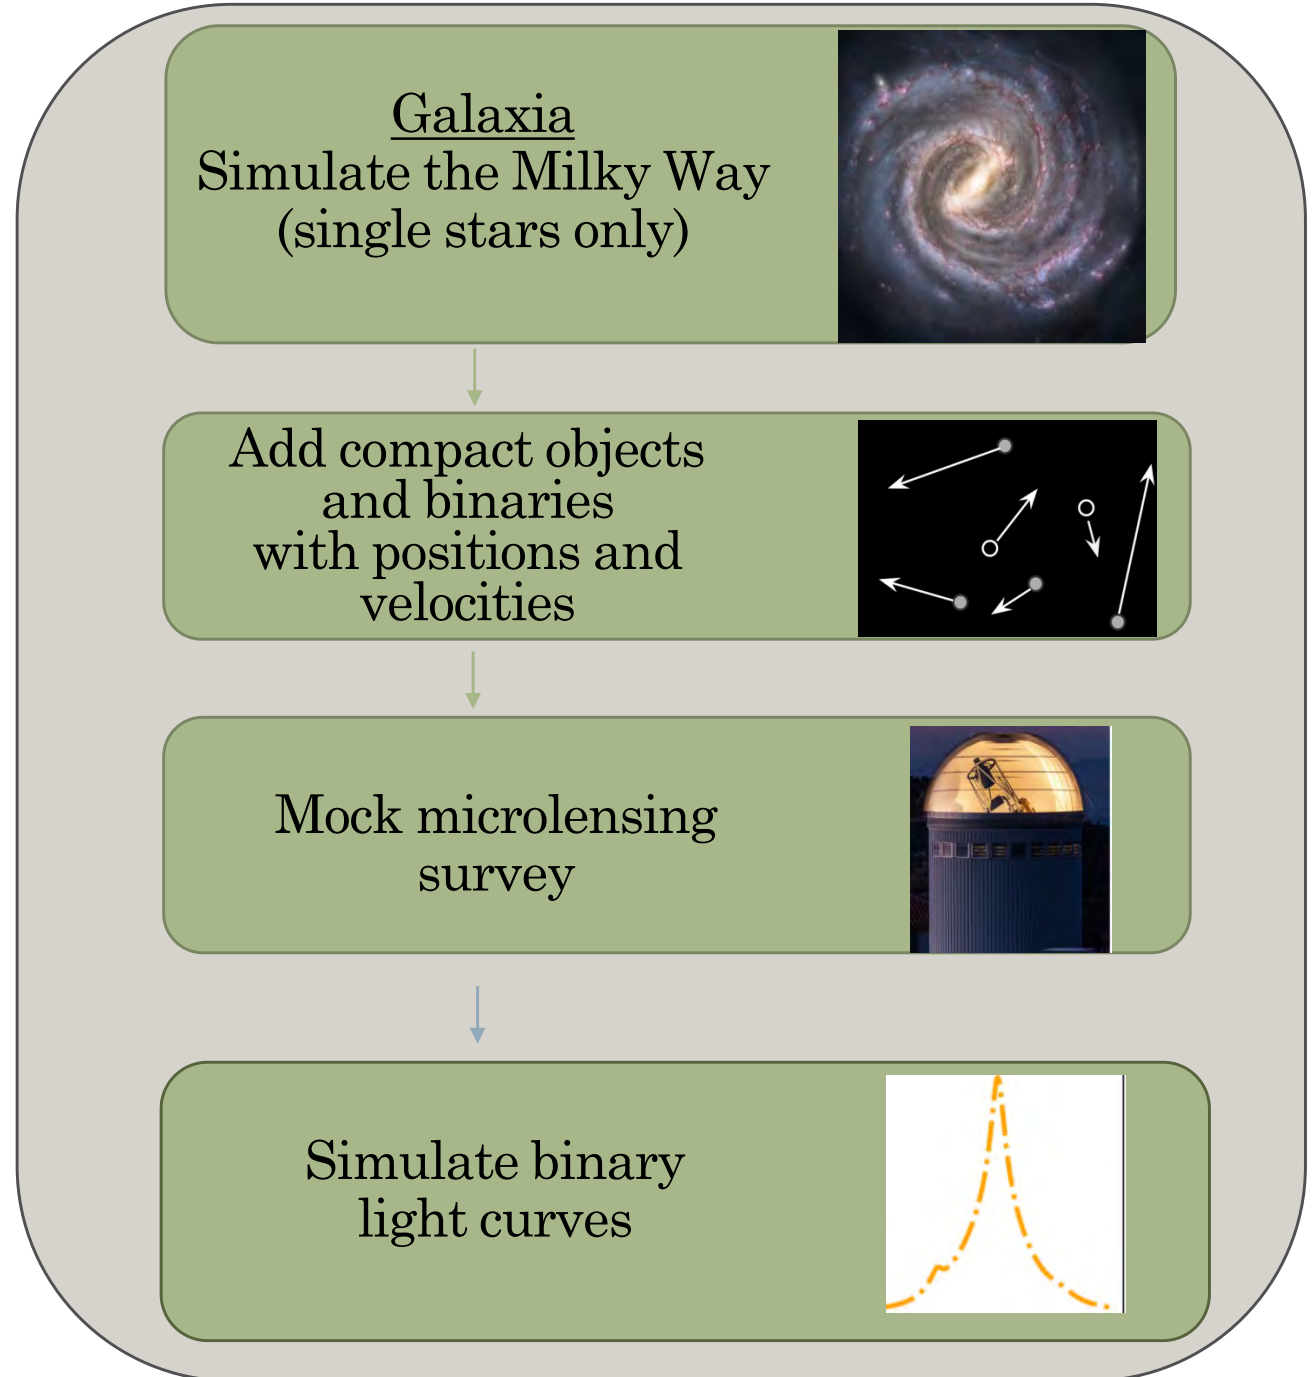 Galaxia
Simulate the Milky Way
(single stars only)
Add compact objects
and binaries
with positions and
velocities
Mock microlensing
survey
Simulate binary
light curves